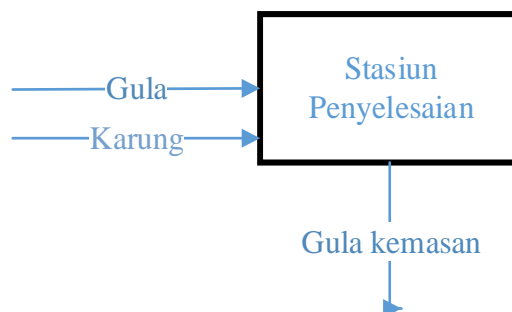 Stasiun
Penyelesaian
Gula
Karung
Gula kemasan